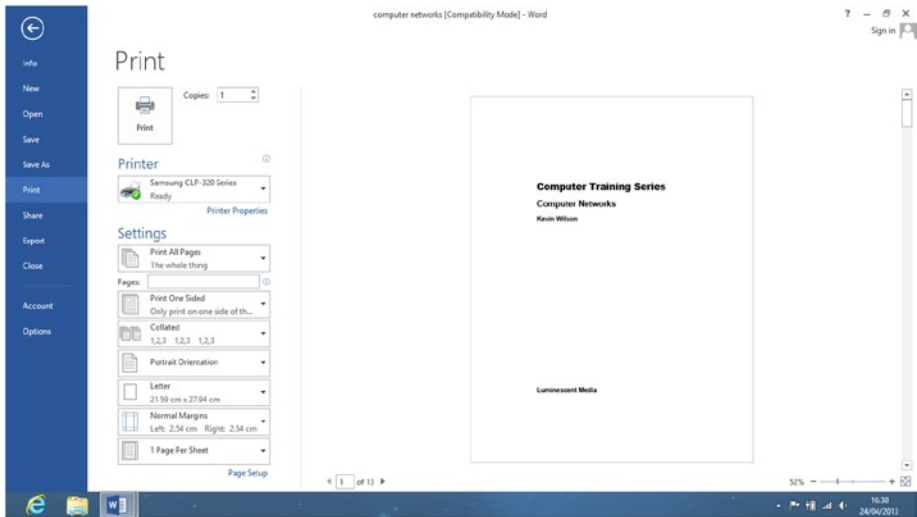 computer networks [Compatibility Mode] - Word
?
Sign in
Info
New
Open
Save
Save As
Print
Share
Export
Close
Account
Options
Print
Copies: 1
Print
Printer
Samsung CLP-320 Series
Ready
Printer Properties
Settings
Print All Pages
The whole thing
Pages:
Print One Sided
Only print on one side of th...
Collated
1,2,3 1,2,3 1,2,3
Portrait Orientation
Letter
21.59 cm x 27.94 cm
Normal Margins
Left: 2.54 cm Right: 2.54 cm
1 Page Per Sheet
Page Setup
Computer Training Series
Computer Networks
Kevin Wilson
Luminescent Media
1 of 13
52%
16:30
24/04/2013